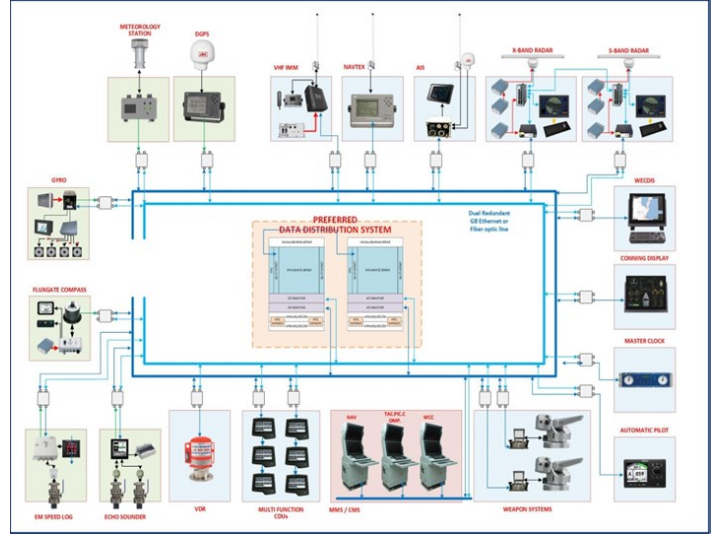 METEOROLOGY
STATION
DGPS
VHF IMM
NAVTEX
AIS
X-BAND RADAR
S-BAND RADAR
GYRO
WECDIS
PREFERRED
DATA DISTRIBUTION SYSTEM
Dual Redundant
GB Ethernet or
Fiber optic line
CONNING DISPLAY
FLUXGATE COMPASS
MASTER CLOCK
NAV
TAC.PIC.C
WCC
AUTOMATIC PILOT
EM SPEED LOG
ECHO SOUNDER
VDR
MULTI FUNCTION
CDUs
MMS / CMS
WEAPON SYSTEMS